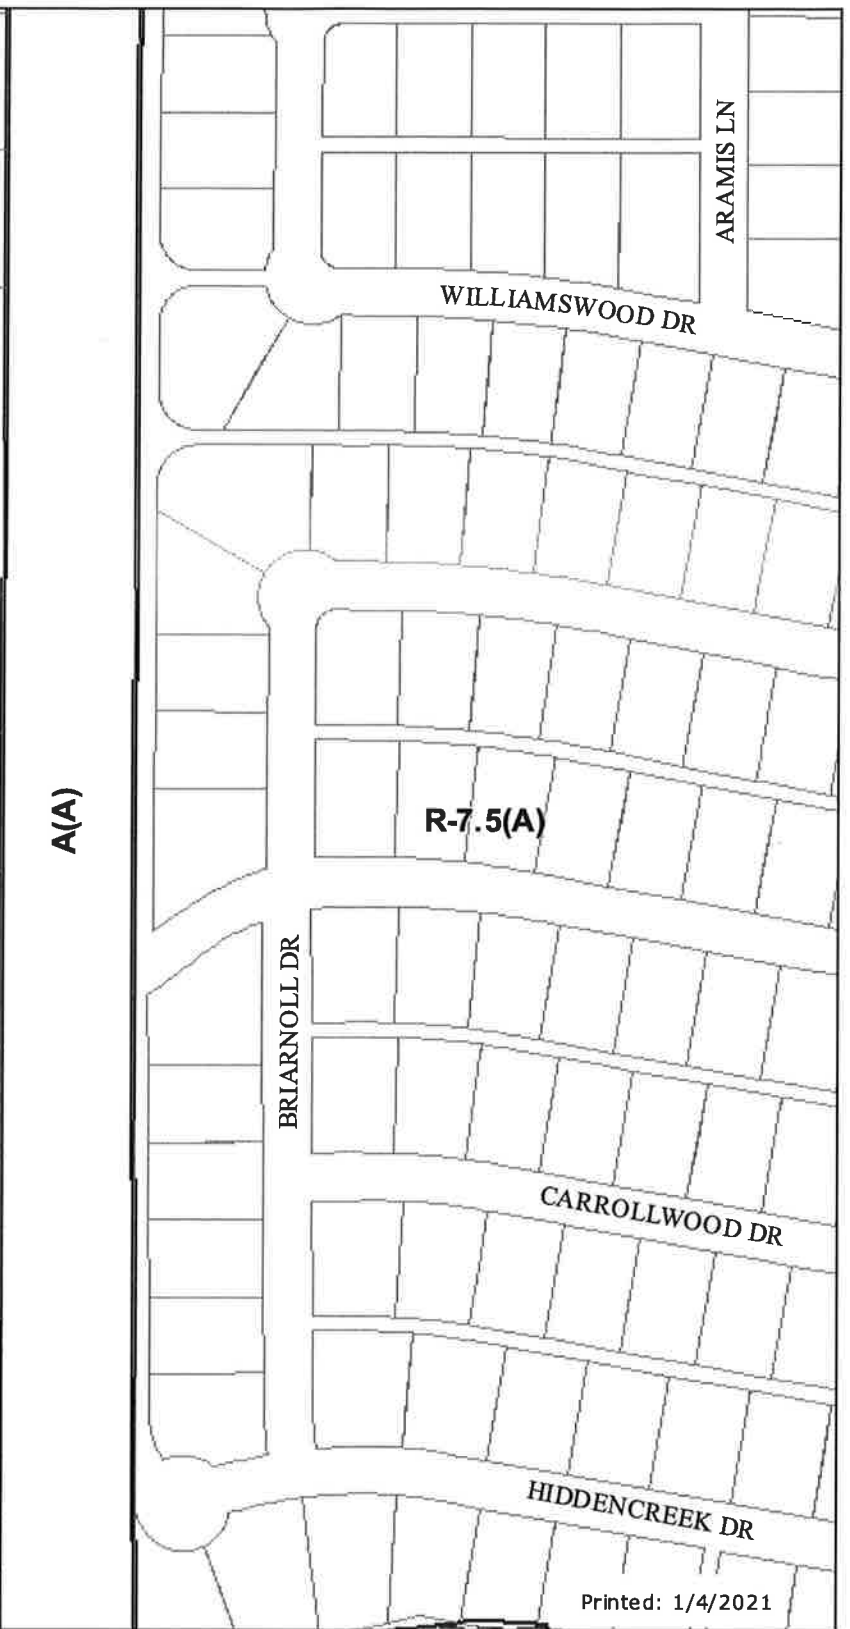 ARAMIS LN
WILLIAMSWOOD DR
A(A)
R-7.5(A)
BRIARNOLL DR
CARROLLWOOD DR
HIDDENCREEK DR
Printed: 1/4/2021